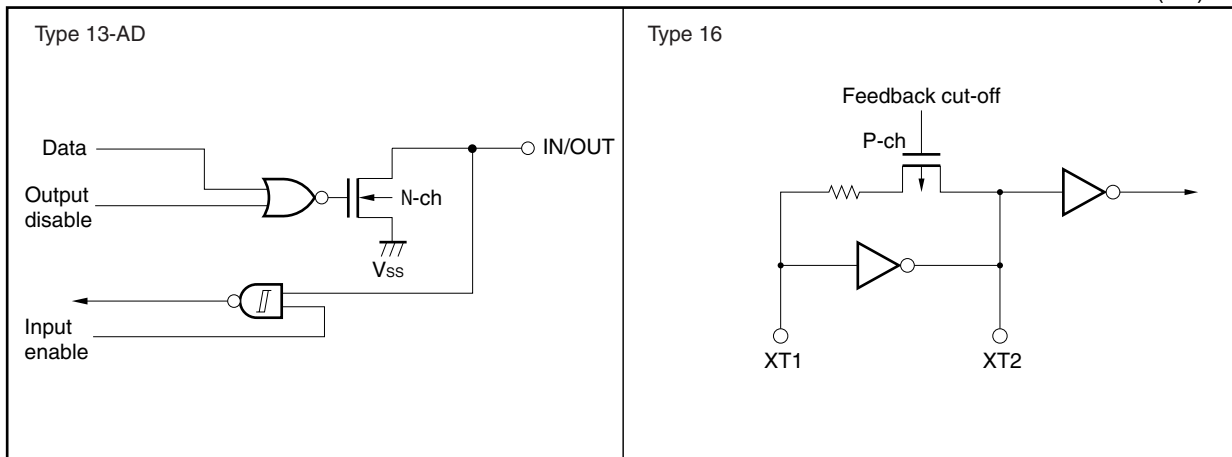 Type 13-AD
Data
Output
disable
N-ch
IN/OUT
VSS
Input
enable
Type 16
Feedback cut-off
P-ch
XT1
XT2